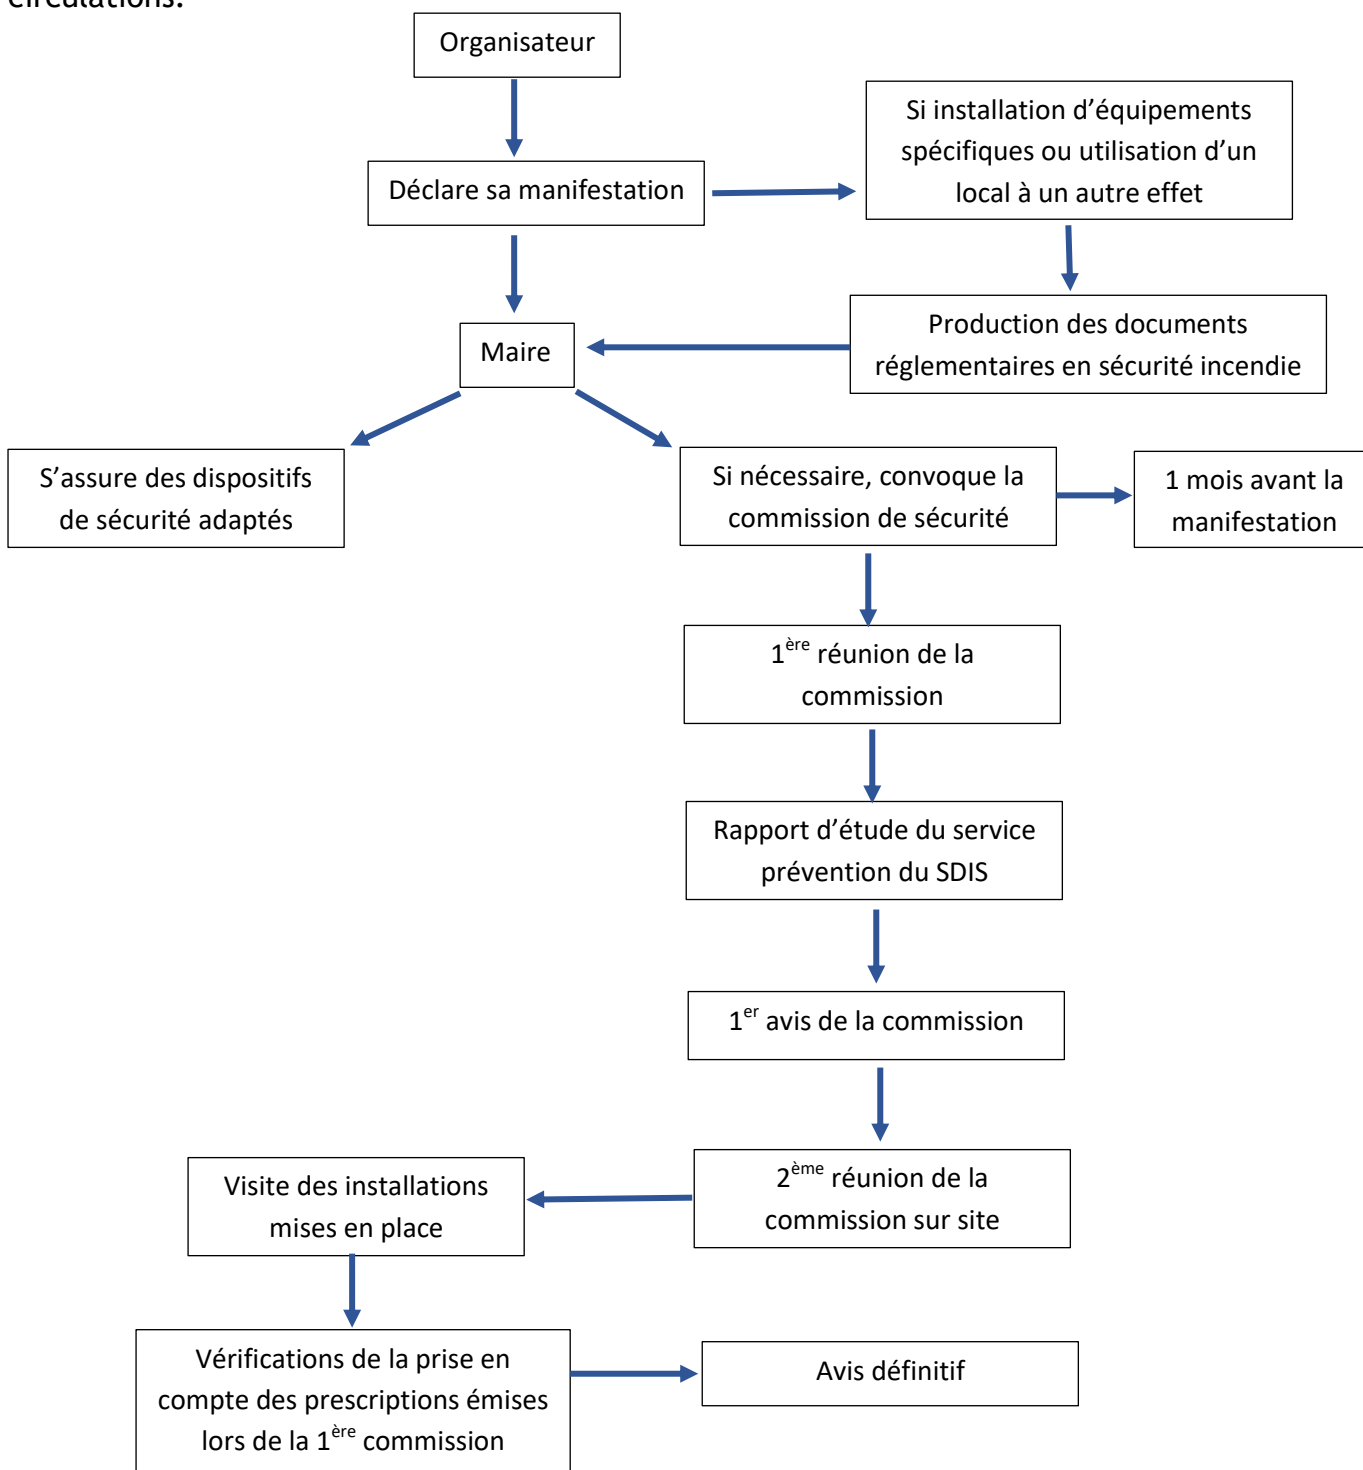 circulations.
Organisateur
Si installation d’équipements
spécifiques ou utilisation d’un
local à un autre effet
Déclare sa manifestation
Production des documents
réglementaires en sécurité incendie
Maire
S’assure des dispositifs
de sécurité adaptés
Si nécessaire, convoque la
commission de sécurité
1 mois avant la
manifestation
1ère réunion de la
commission
Rapport d’étude du service
prévention du SDIS
1er avis de la commission
2ème réunion de la
commission sur site
Visite des installations
mises en place
Vérifications de la prise en
compte des prescriptions émises
lors de la 1ère commission
Avis définitif